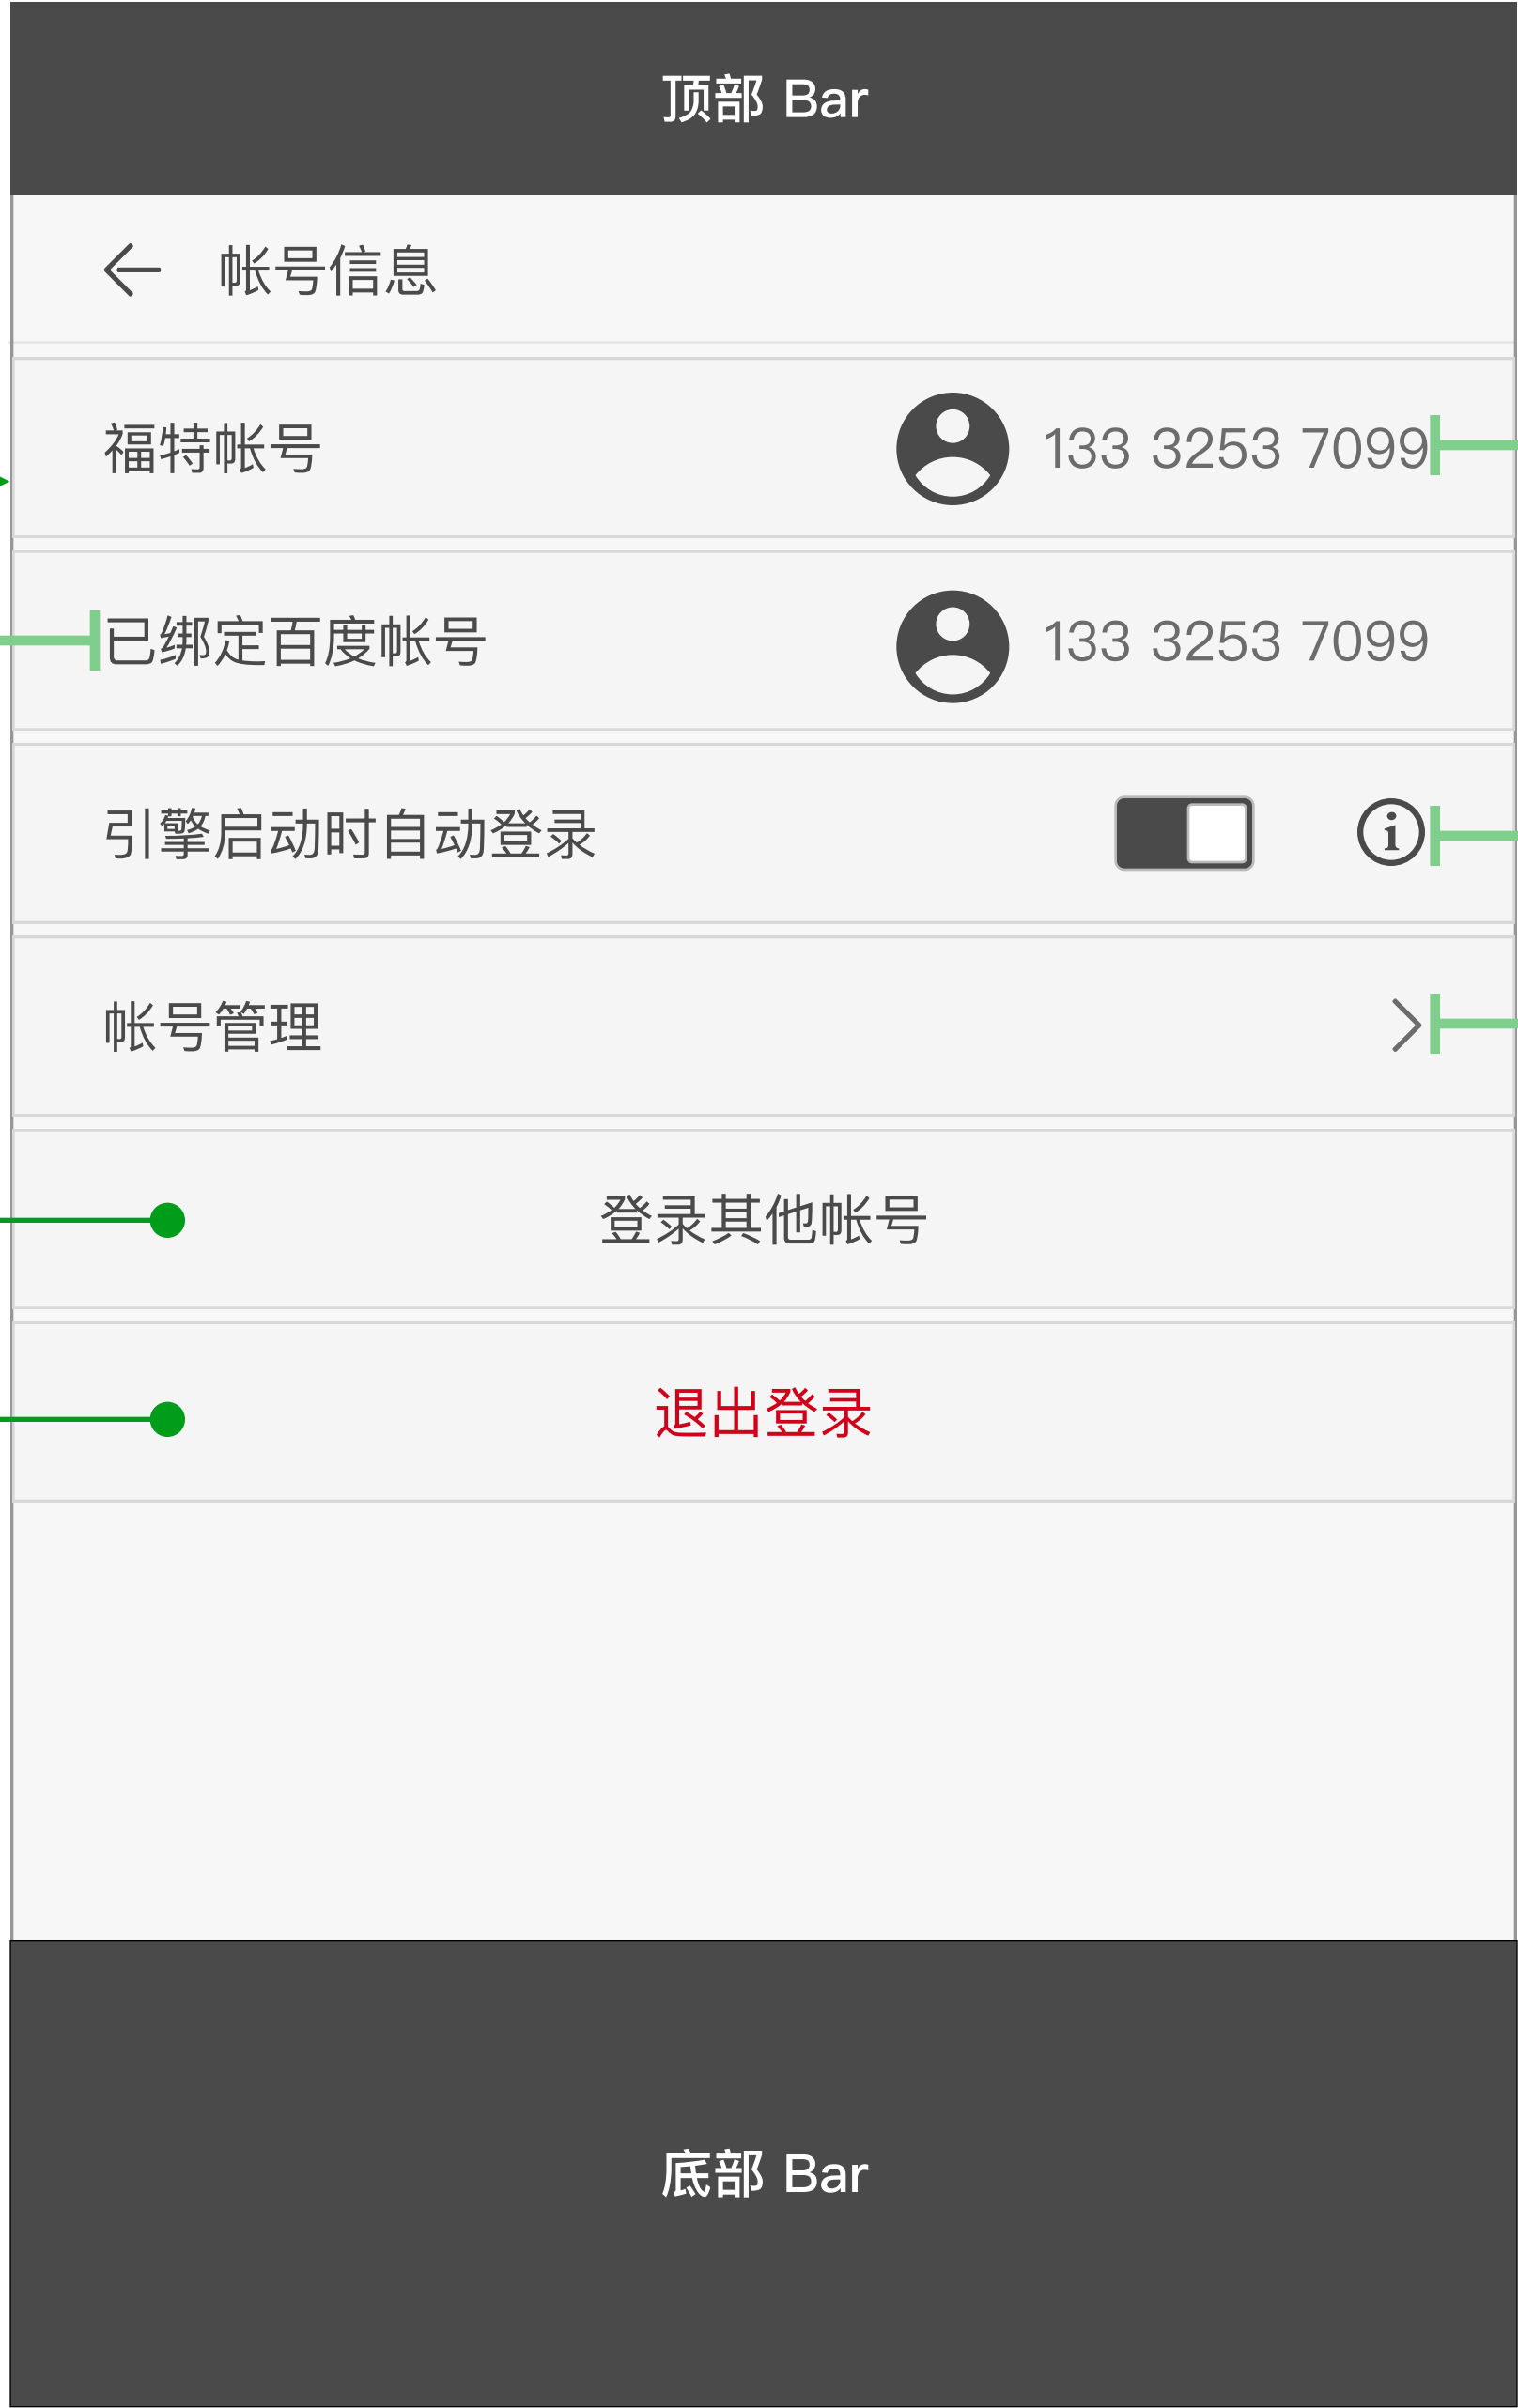 顶部 Bar
帐号信息
福特帐号 133 3253 7099
已绑定百度帐号 133 3253 7099
引擎启动时自动登录
帐号管理
登录其他帐号
退出登录
底部 Bar